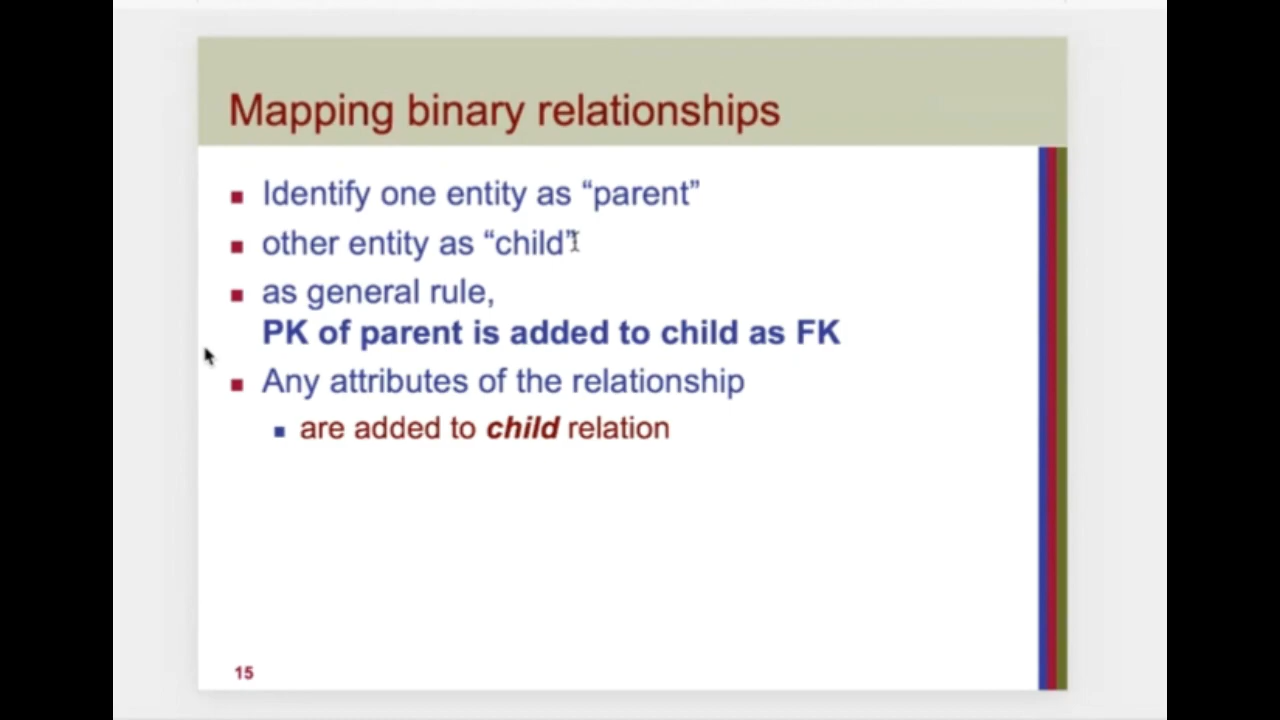 Mapping binary relationships
Identify one entity as “parent”
other entity as “child”
as general rule,
PK of parent is added to child as FK
Any attributes of the relationship
are added to child relation
15